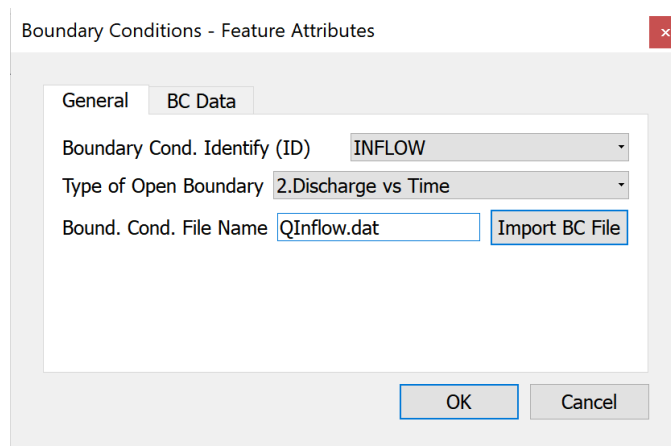 Boundary Conditions - Feature Attributes
×
General BC Data
Boundary Cond. Identify (ID) INFLOW
Type of Open Boundary 2.Discharge vs Time
Bound. Cond. File Name QInflow.dat Import BC File
OK Cancel